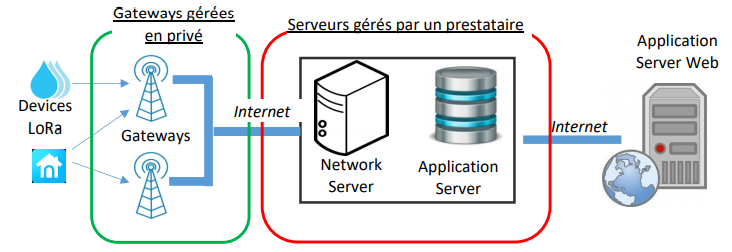 Gateways gérées
en privé
Serveurs gérés par un prestataire
Application
Server Web
Devices
LoRa
Gateways
Internet
Internet
Network
Server
Application
Server